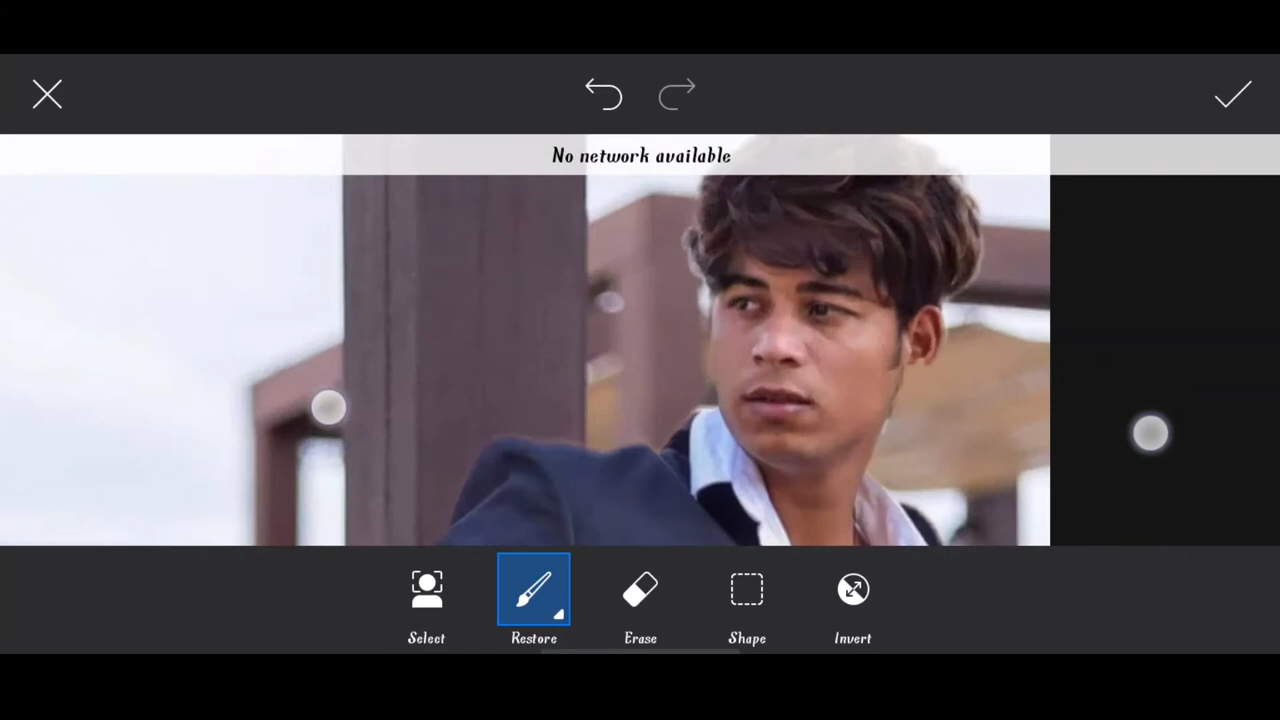 No network available
Select
Restore
Erase
Shape
Invert